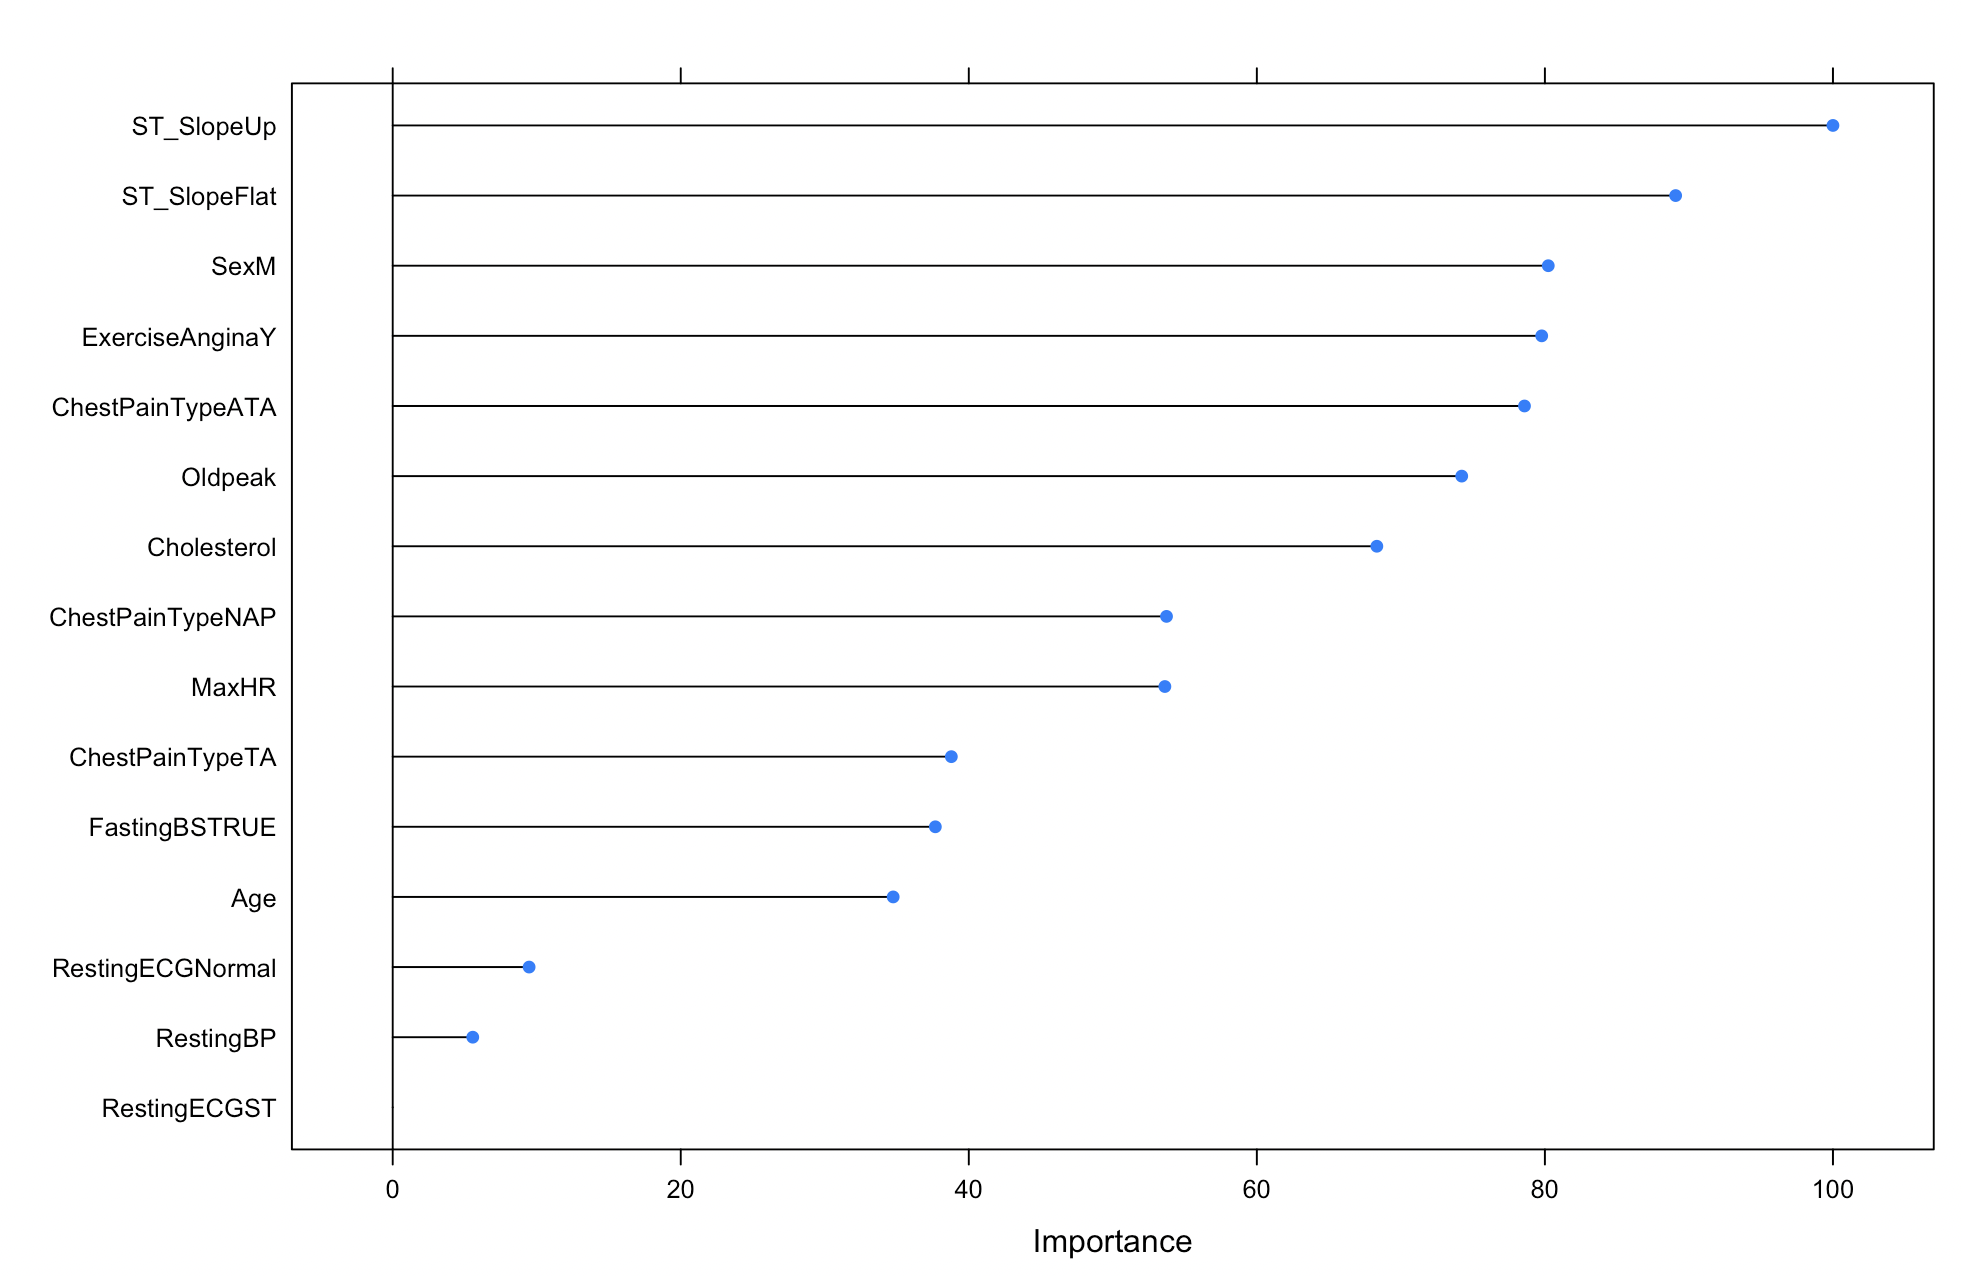 ST_SlopeUp
ST_SlopeFlat
SexM
ExerciseAnginaY
ChestPainTypeATA
Oldpeak
Cholesterol
ChestPainTypeNAP
MaxHR
ChestPainTypeTA
FastingBSTRUE
Age
RestingECGNormal
RestingBP
RestingECGST
0 20 40 60 80 100
Importance